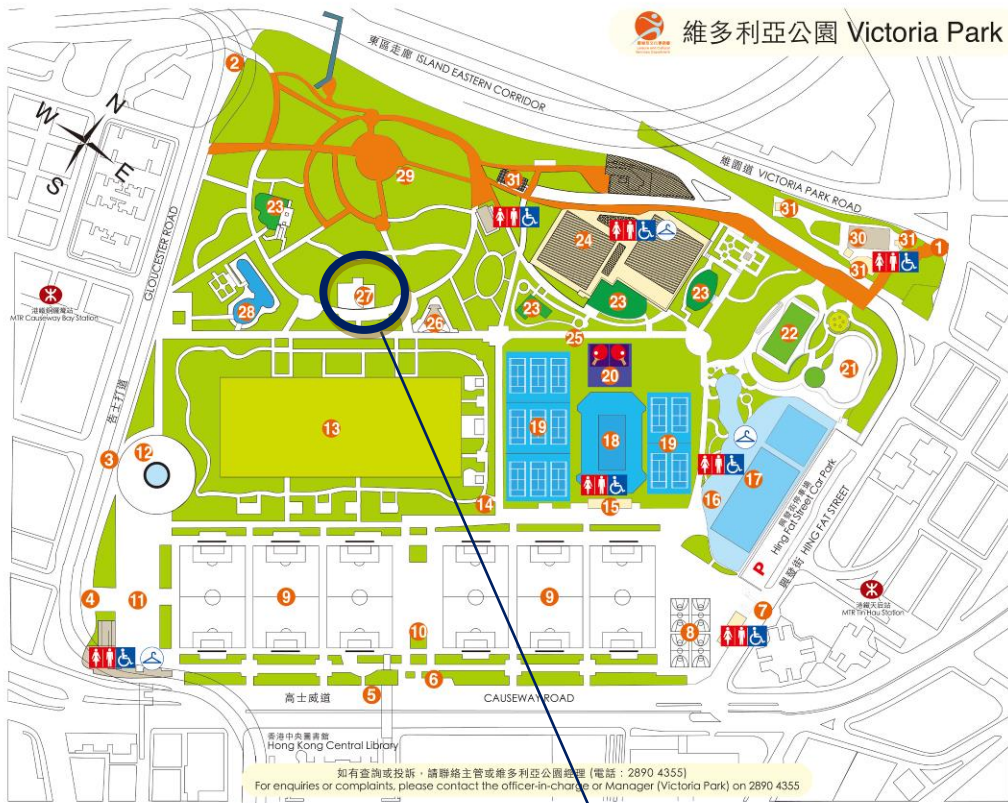 維多利亞公園 Victoria Park
東區走廊 ISLAND EASTERN CORRIDOR
2
N
W
E
S
維園道 VICTORIA PARK ROAD
29
31
31
23
24
30
31
1
31
GLOUCESTER ROAD
告士打道
港鐵銅鑼灣站
MTR Causeway Bay Station
27
28
26
23
23
23
25
22
21
20
13
19
18
19
12
3
17
16
14
15
興發街停車場
Hing Fat Street Car Park
P
興發街 HING FAT STREET
港鐵天后站
MTR Tin Hau Station
4
11
9
9
7
8
10
5
6
高士威道
CAUSEWAY ROAD
香港中央圖書館
Hong Kong Central Library
如有查詢或投訴，請聯絡主管或維多利亞公園經理 (電話：2890 4355)
For enquiries or complaints, please contact the officer-in-charge or Manager (Victoria Park) on 2890 4355